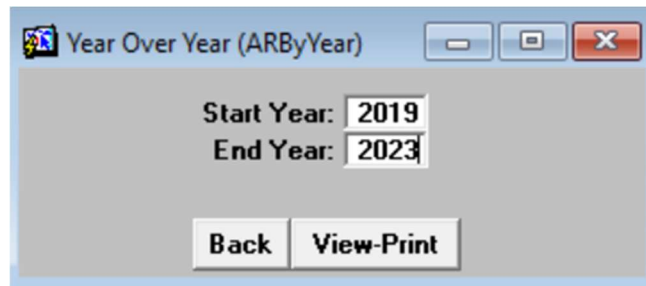 Year Over Year (ARByYear)
Start Year: 2019
End Year: 2023
Back View-Print